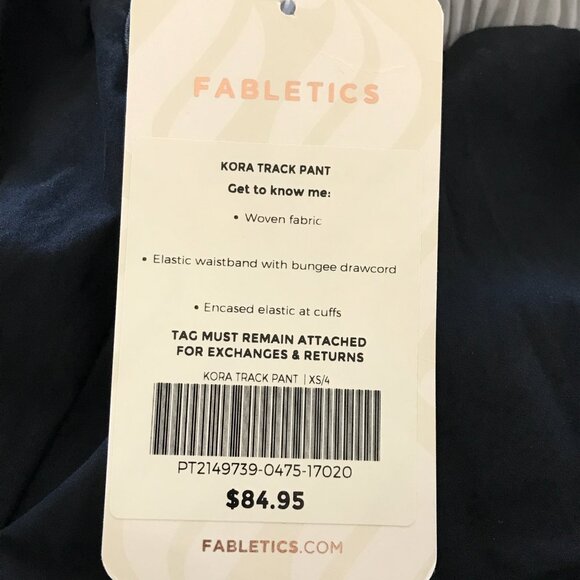 FABLETICS
KORA TRACK PANT
Get to know me:
• Woven fabric
• Elastic waistband with bungee drawcord
• Encased elastic at cuffs
TAG MUST REMAIN ATTACHED
FOR EXCHANGES & RETURNS
KORA TRACK PANT | XS/4
PT2149739-0475-17020
$84.95
FABLETICS.COM